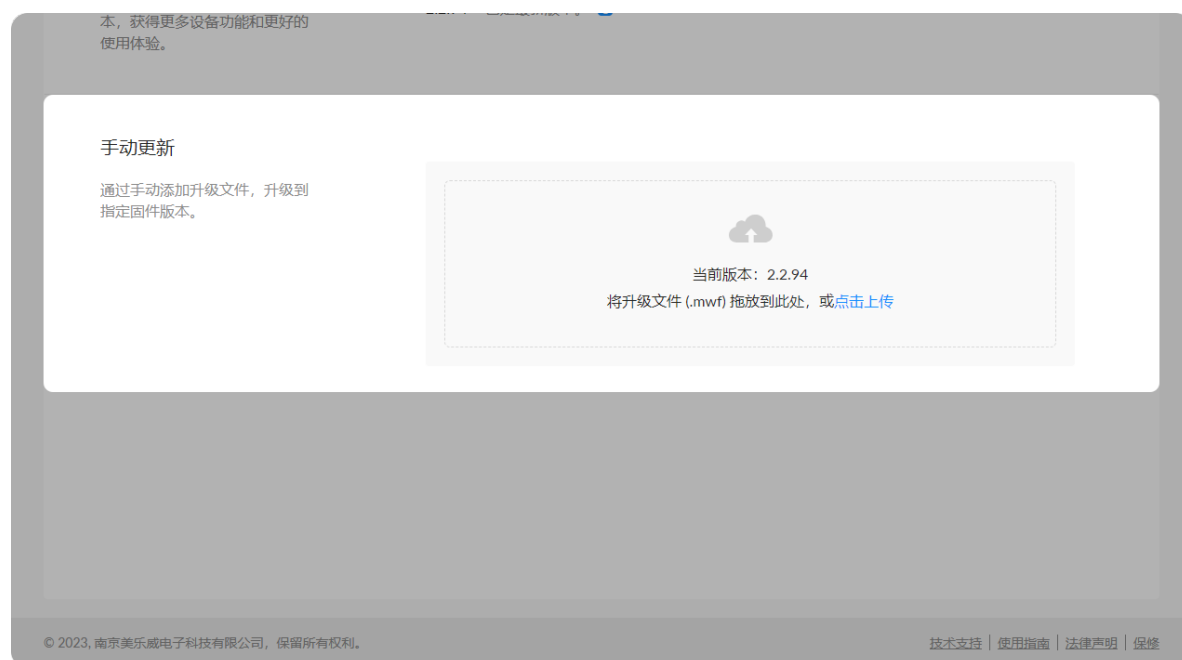 本，获得更多设备功能和更好的
使用体验。
手动更新
通过手动添加升级文件，升级到
指定固件版本。
当前版本：2.2.94
将升级文件 (.mwf) 拖放到此处，或点击上传
© 2023, 南京美乐威电子科技有限公司，保留所有权利。
技术支持 | 使用指南 | 法律声明 | 保修